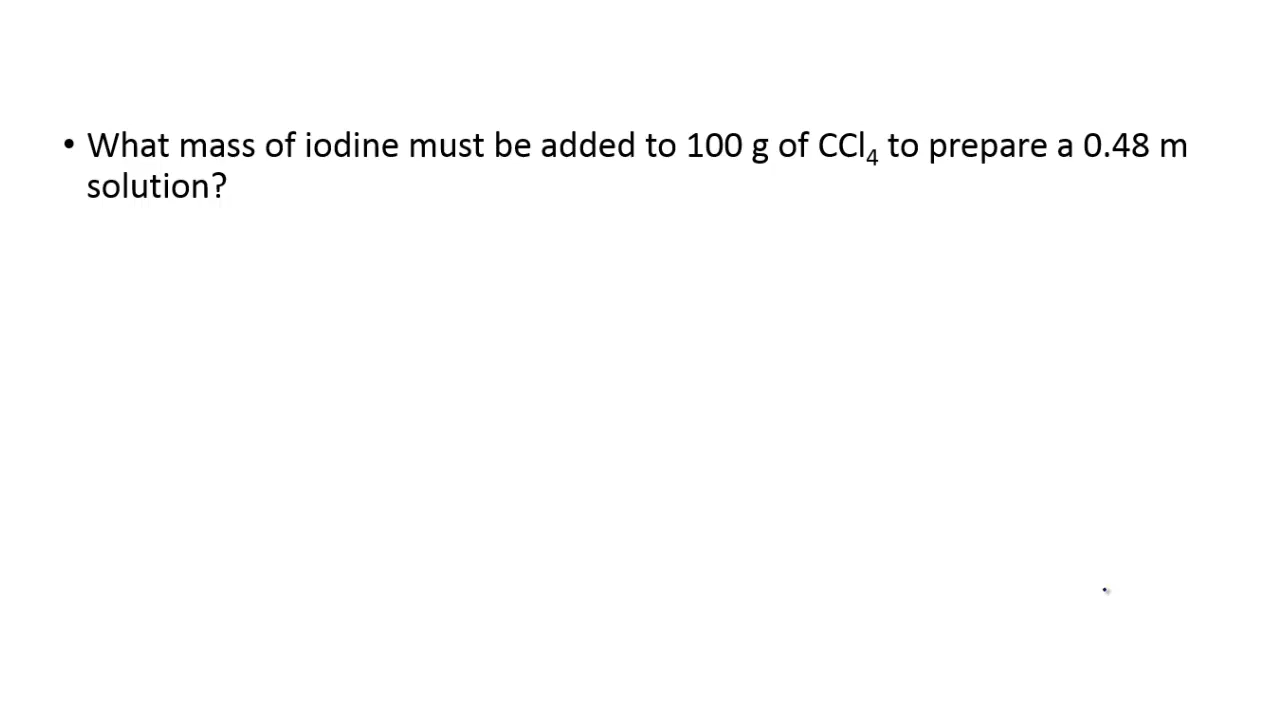 • What mass of iodine must be added to 100 g of CCl₄ to prepare a 0.48 m
solution?